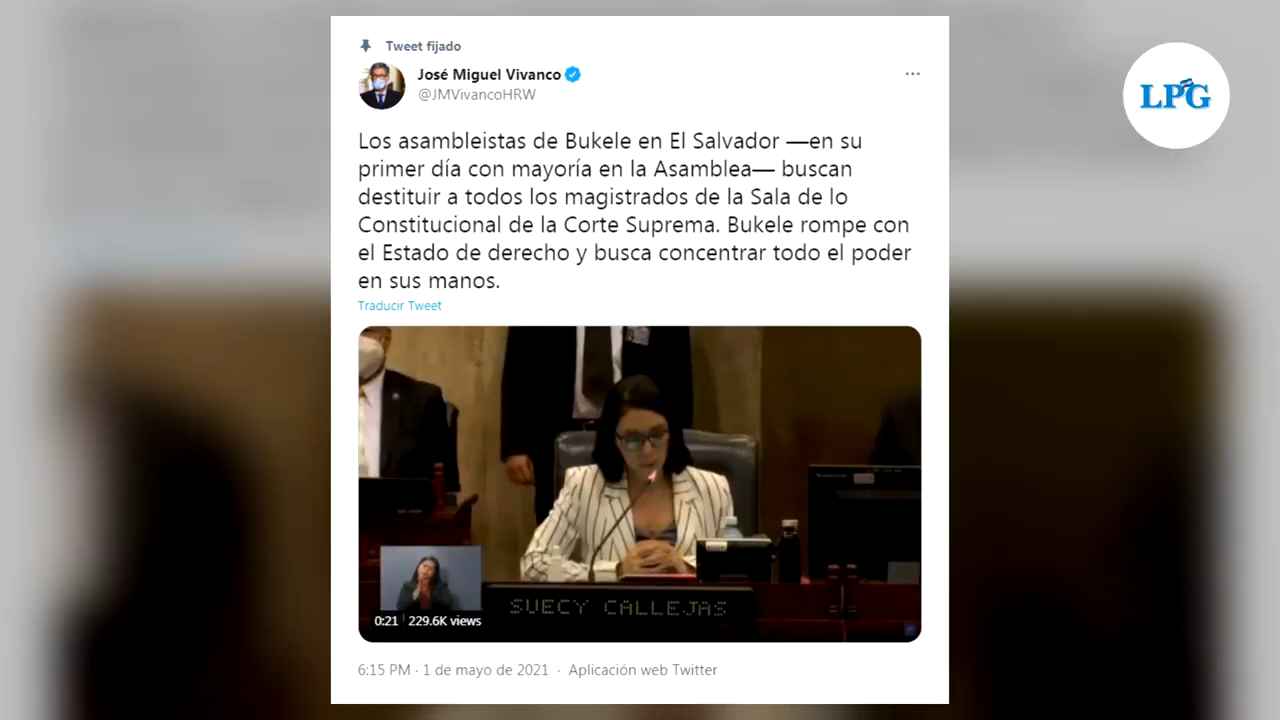 Tweet fijado
José Miguel Vivanco
@JMVivancoHRW
LPG
Los asambleistas de Bukele en El Salvador —en su
primer día con mayoría en la Asamblea— buscan
destituir a todos los magistrados de la Sala de lo
Constitucional de la Corte Suprema. Bukele rompe con
el Estado de derecho y busca concentrar todo el poder
en sus manos.
Traducir Tweet
SUECY CALLEJAS
0:21 229.6K views
6:15 PM · 1 de mayo de 2021 · Aplicación web Twitter